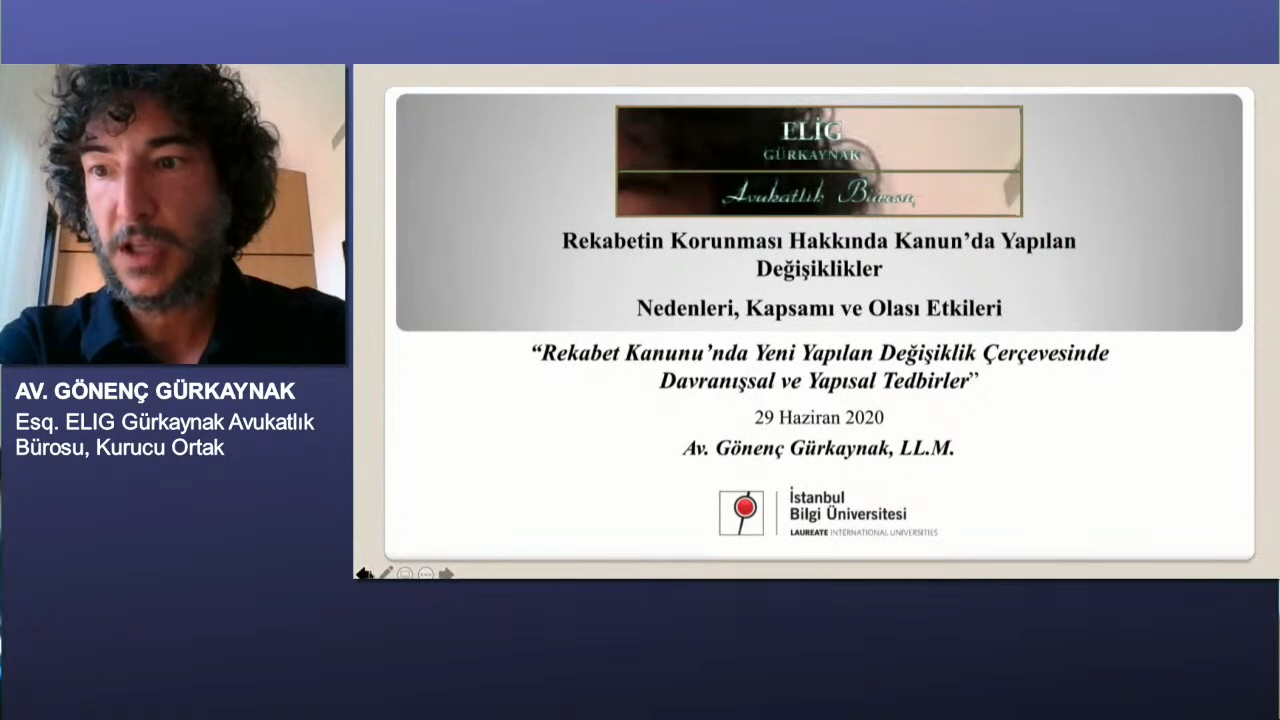 AV. GÖNENÇ GÜRKAYNAK
Esq. ELIG Gürkaynak Avukatlık
Bürosu, Kurucu Ortak
ELİG
GÜRKAYNAK
Avukatlık Bürosu
Rekabetin Korunması Hakkında Kanun’da Yapılan
Değişiklikler
Nedenleri, Kapsamı ve Olası Etkileri
“Rekabet Kanunu’nda Yeni Yapılan Değişiklik Çerçevesinde
Davranışsal ve Yapısal Tedbirler”
29 Haziran 2020
Av. Gönenç Gürkaynak, LL.M.
İstanbul
Bilgi Üniversitesi
LAUREATE INTERNATIONAL UNIVERSITIES